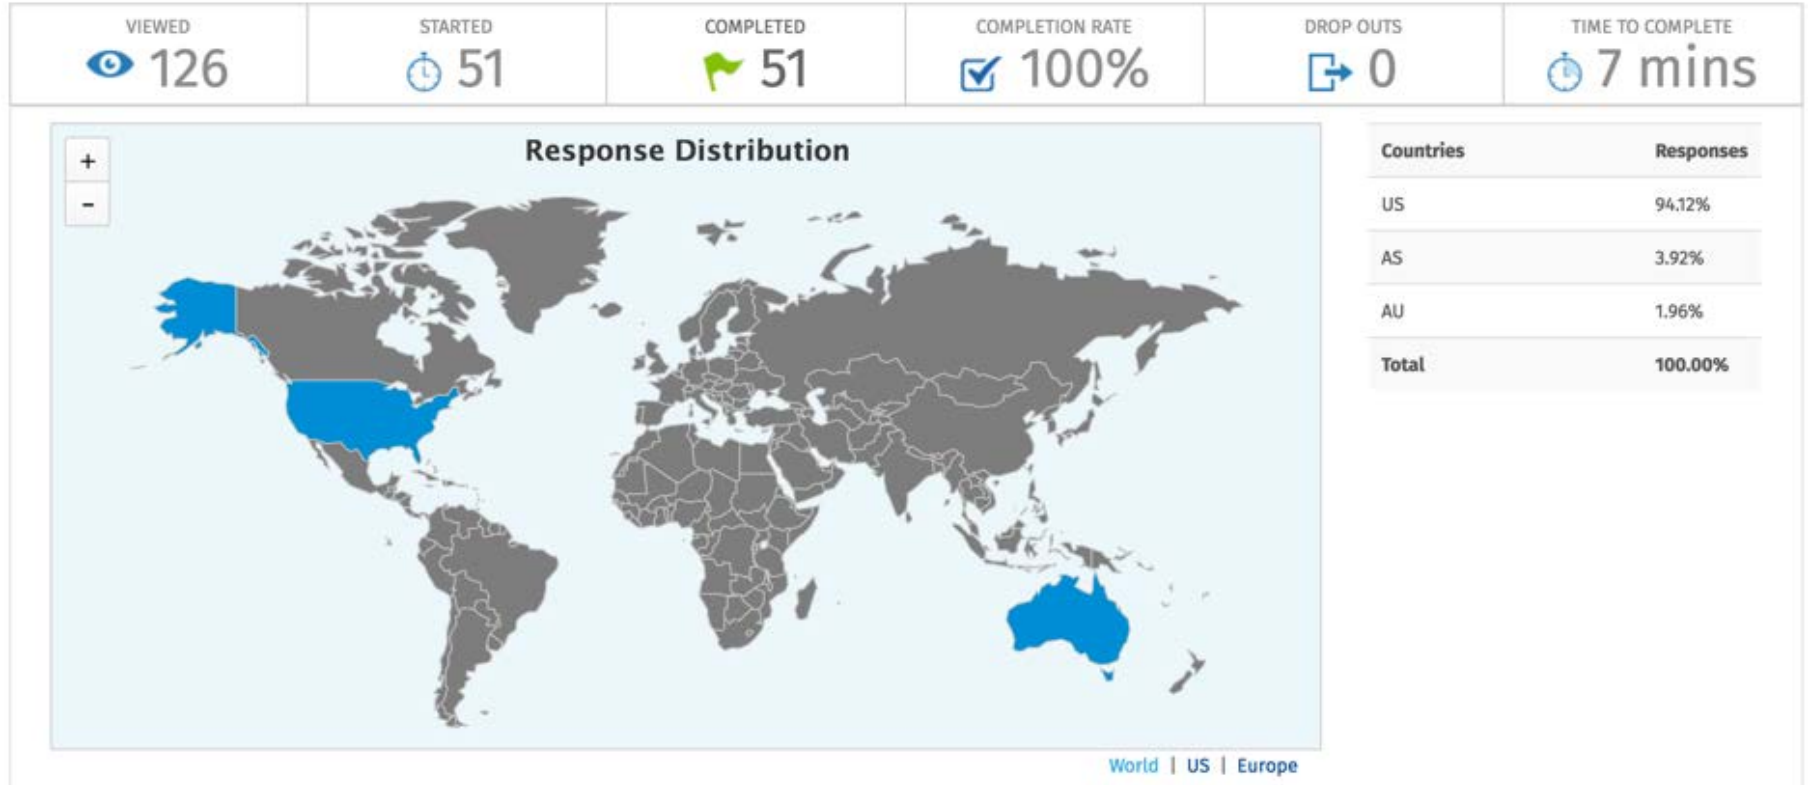 VIEWED
126
STARTED
51
COMPLETED
51
COMPLETION RATE
100%
DROP OUTS
0
TIME TO COMPLETE
7 mins
+
-
Response Distribution
Countries Responses
US 94.12%
AS 3.92%
AU 1.96%
Total 100.00%
World | US | Europe